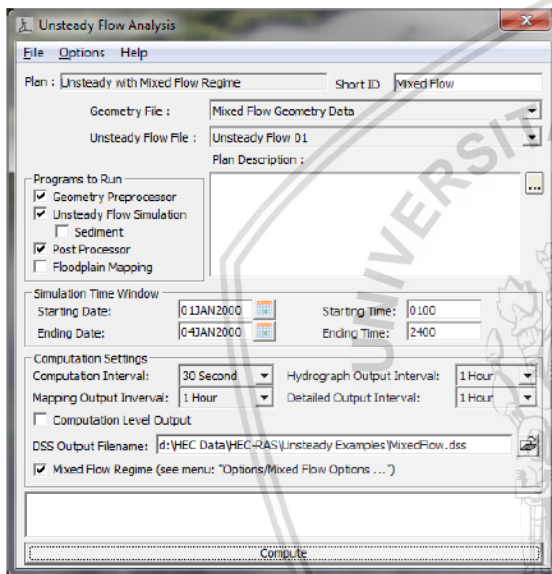 Unsteady Flow Analysis
File Options Help
Plan : Unsteady with Mixed Flow Regime Short ID Mixed Flow
Geometry File : Mixed Flow Geometry Data
Unsteady Flow File : Unsteady Flow 01
Plan Description :
Programs to Run
Geometry Preprocessor
Unsteady Flow Simulation
Sediment
Post Processor
Floodplain Mapping
...
Simulation Time Window
Starting Date: 01JAN2000 Starting Time: 0100
Ending Date: 04JAN2000 Ending Time: 2400
Computation Settings
Computation Interval: 30 Second Hydrograph Output Interval: 1 Hour
Mapping Output Inverval: 1 Hour Detailed Output Interval: 1 Hour
Computation Level Output
DSS Output Filename: d:\HEC Data\HEC-RAS\Unsteady Examples\MixedFlow.dss
Mixed Flow Regime (see menu: "Options/Mixed Flow Options ...")
Compute
UNIVERSITA